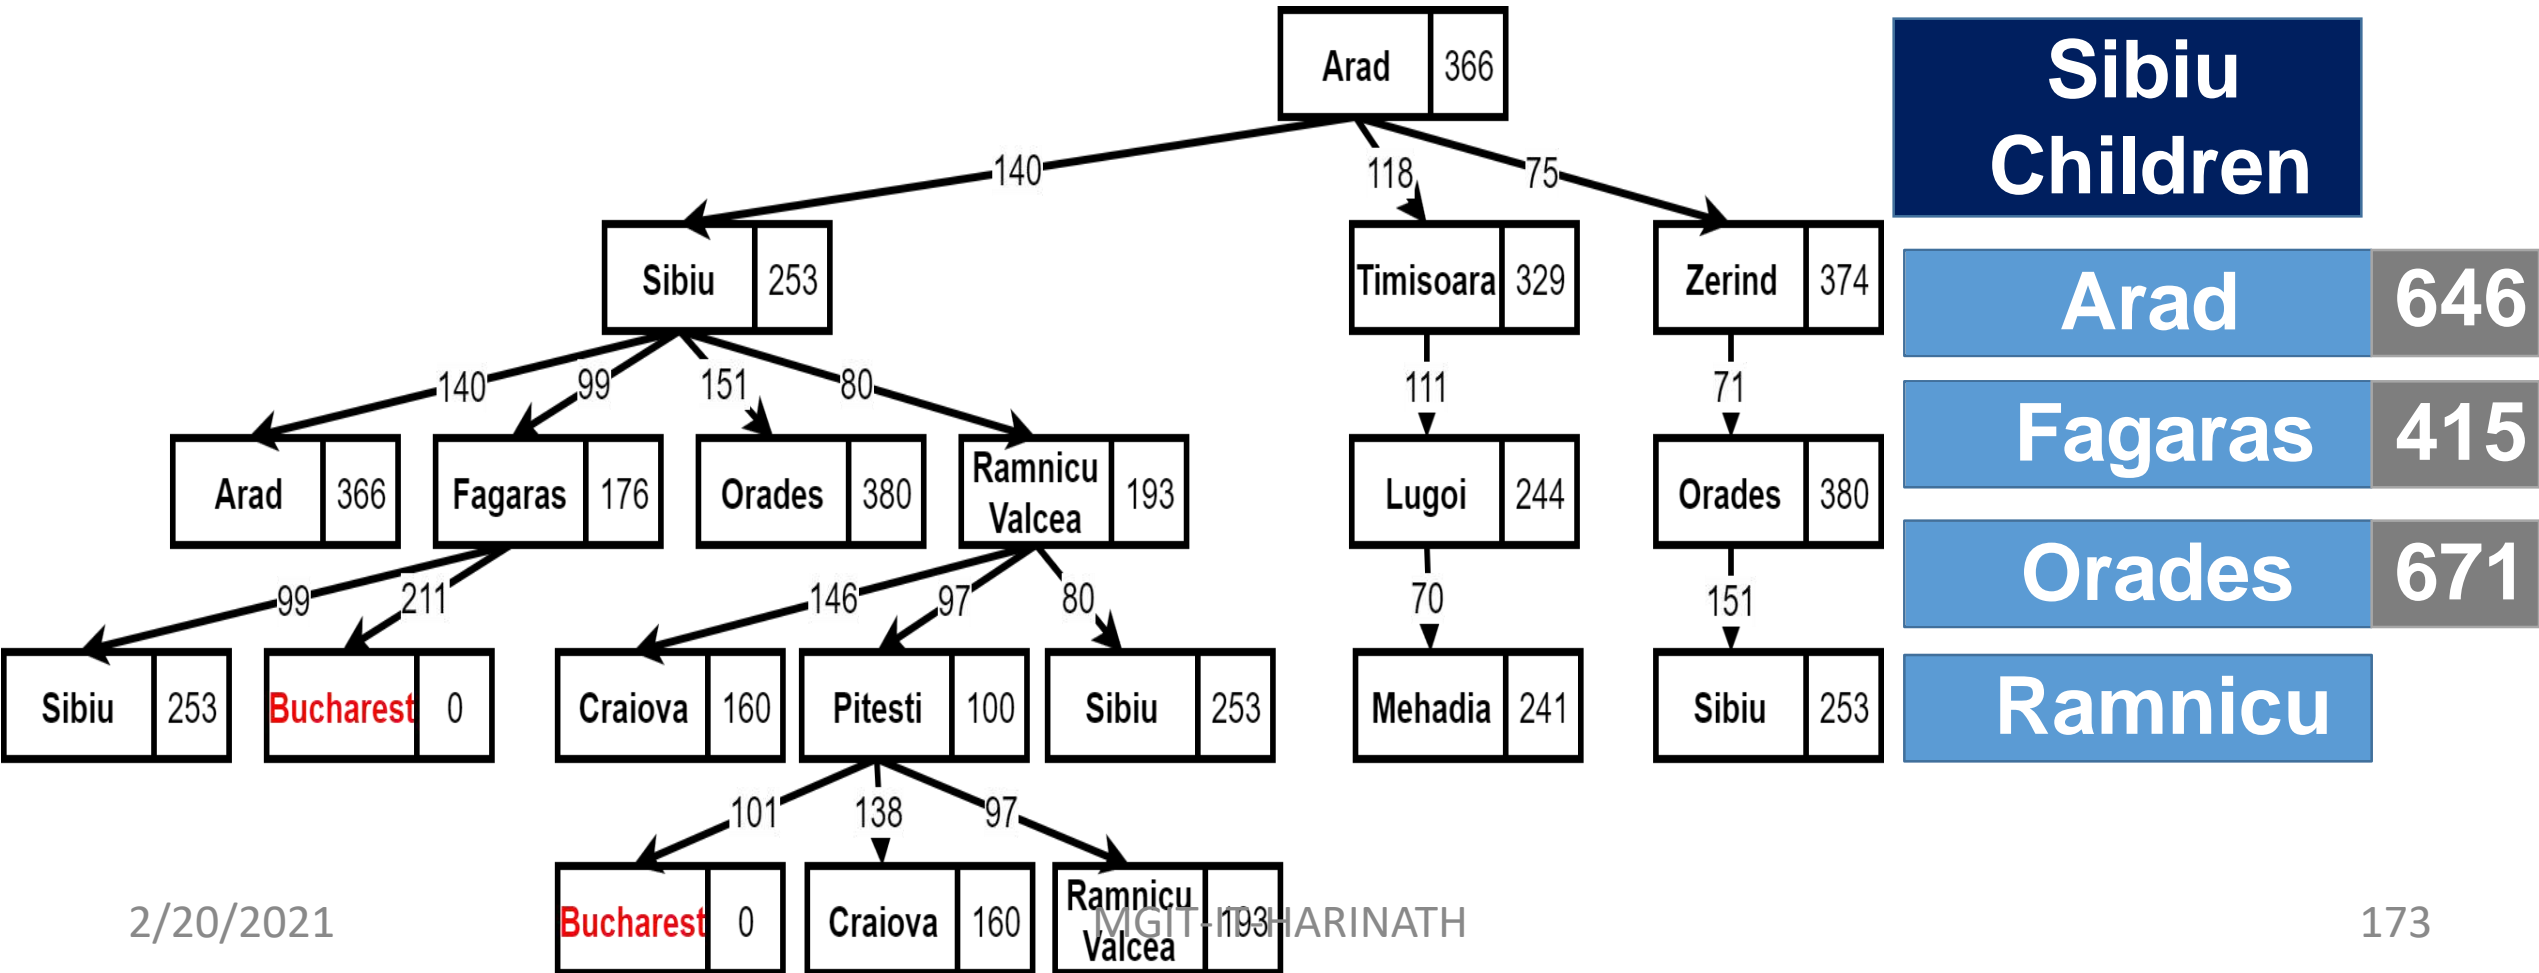 Arad 366
Sibiu
Children
140
118
75
Sibiu 253
Timisoara 329
Zerind 374
Arad 646
140
99
151
80
111
71
Arad 366
Fagaras 176
Orades 380
Ramnicu
Valcea
193
Lugoi 244
Orades 380
Fagaras 415
99
211
146
97
80
70
151
Orades 671
Sibiu 253
Bucharest 0
Craiova 160
Pitesti 100
Sibiu 253
Mehadia 241
Sibiu 253
Ramnicu
101
138
97
Bucharest 0
Craiova 160
Ramnicu
Valcea
193
2/20/2021
MGIT-IT-HARINATH
173